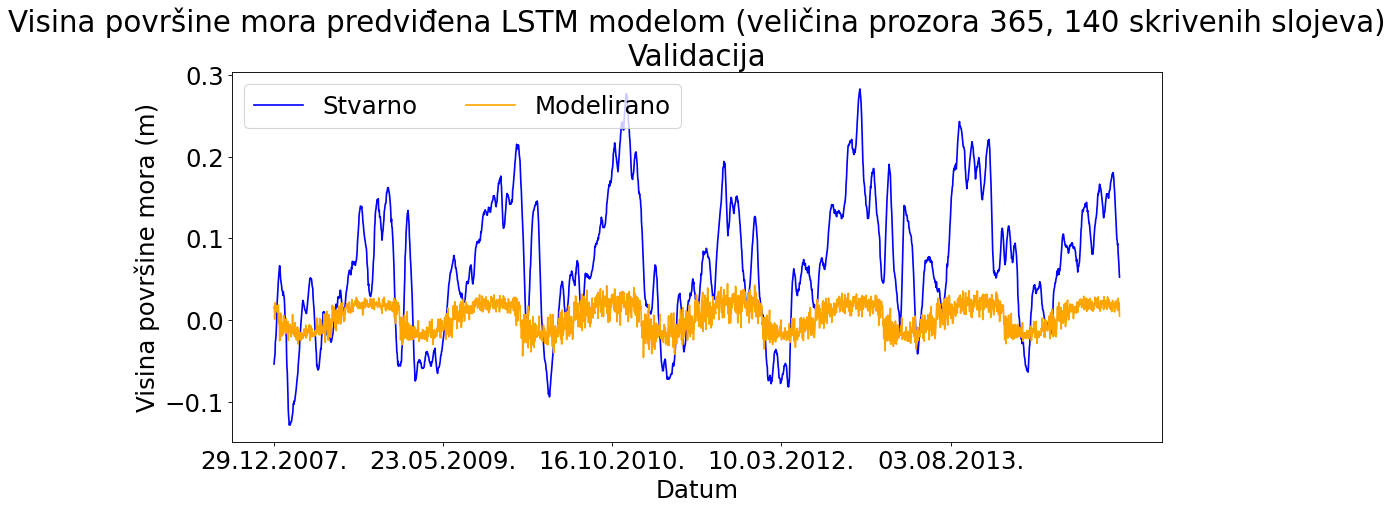 Visina površine mora predviđena LSTM modelom (veličina prozora 365, 140 skrivenih slojeva)
Validacija
Stvarno
Modelirano
Visina površine mora (m)
0.3
0.2
0.1
0.0
−0.1
29.12.2007.
23.05.2009.
16.10.2010.
10.03.2012.
03.08.2013.
Datum